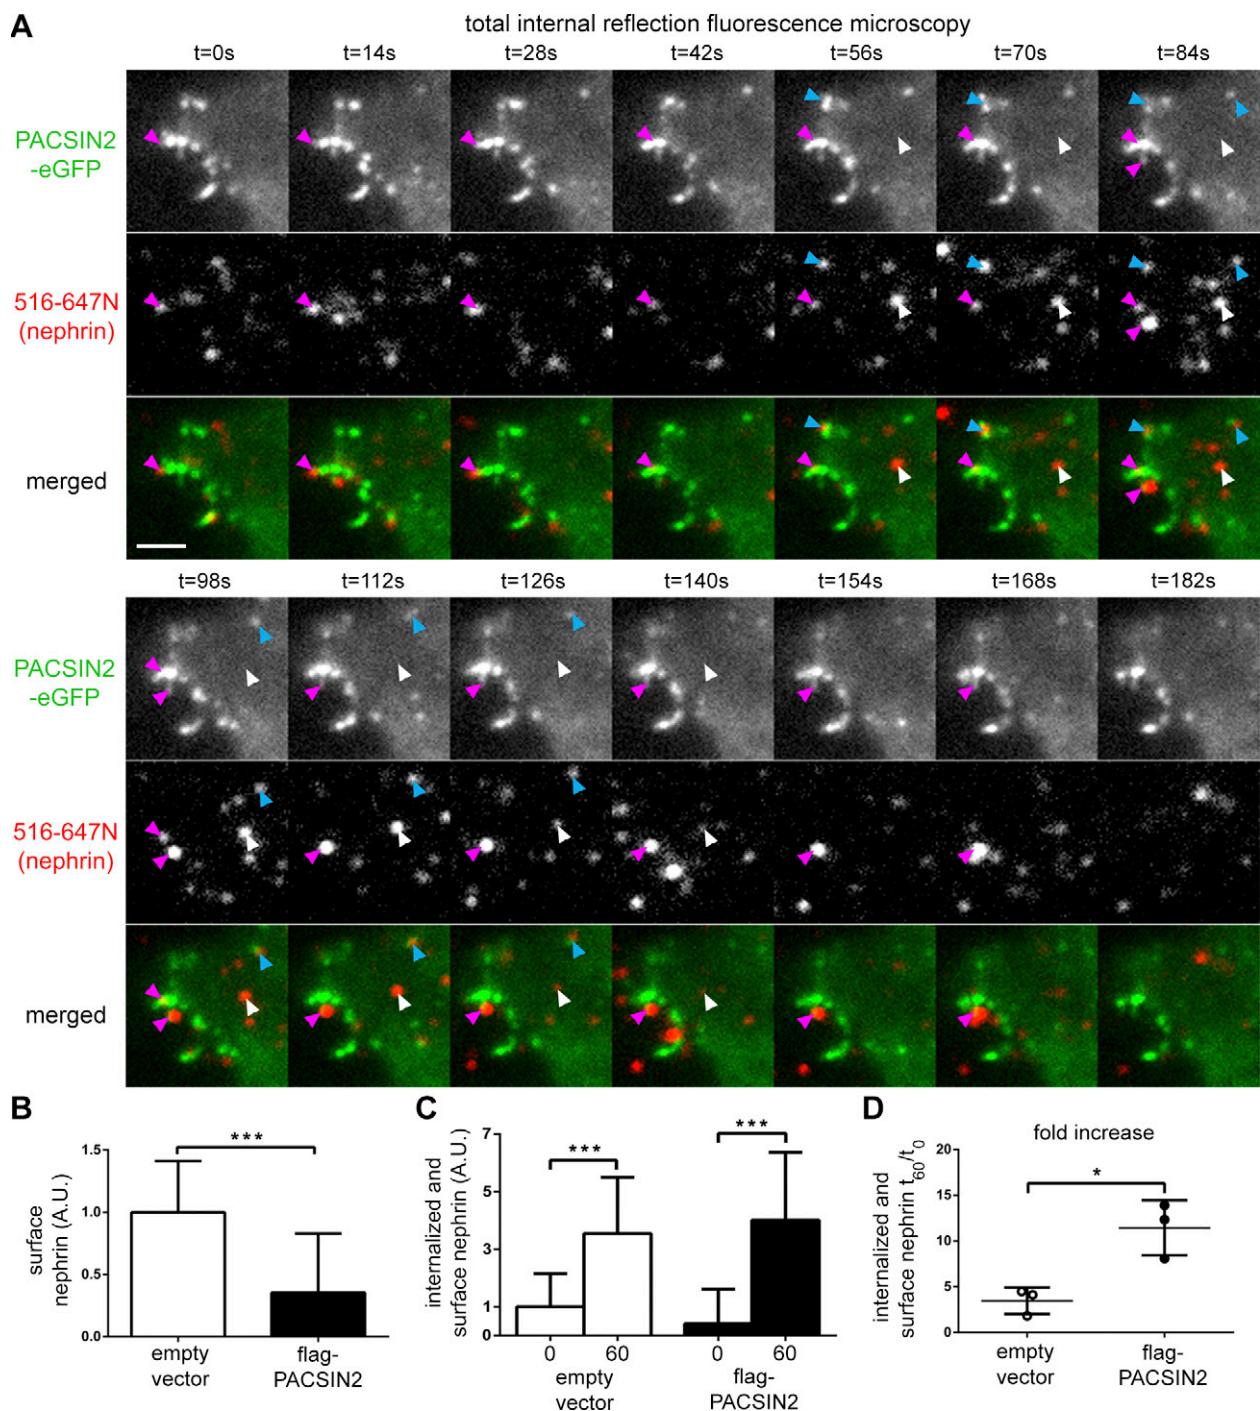 A
total internal reflection fluorescence microscopy
t=0s t=14s t=28s t=42s t=56s t=70s t=84s
PACSIN2
-eGFP
516-647N
(nephrin)
merged
t=98s t=112s t=126s t=140s t=154s t=168s t=182s
PACSIN2
-eGFP
516-647N
(nephrin)
merged
B
surface
nephrin (A.U.)
1.5
1.0
0.5
0.0
***
empty
vector
flag-
PACSIN2
C
internalized and
surface nephrin (A.U.)
7
5
3
1
0
*** ***
0 60 0 60
empty
vector
flag-
PACSIN2
D
fold increase
internalized and
surface nephrin t60/t0
20
15
10
5
0
*
empty
vector
flag-
PACSIN2